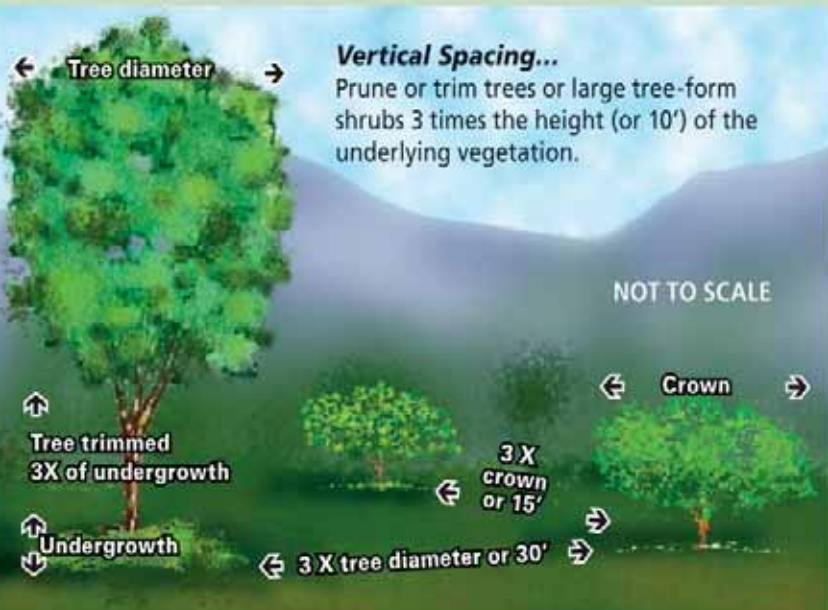 Tree diameter
Vertical Spacing...
Prune or trim trees or large tree-form
shrubs 3 times the height (or 10') of the
underlying vegetation.
NOT TO SCALE
Crown
Tree trimmed
3X of undergrowth
3 X
crown
or 15'
Undergrowth
3 X tree diameter or 30'